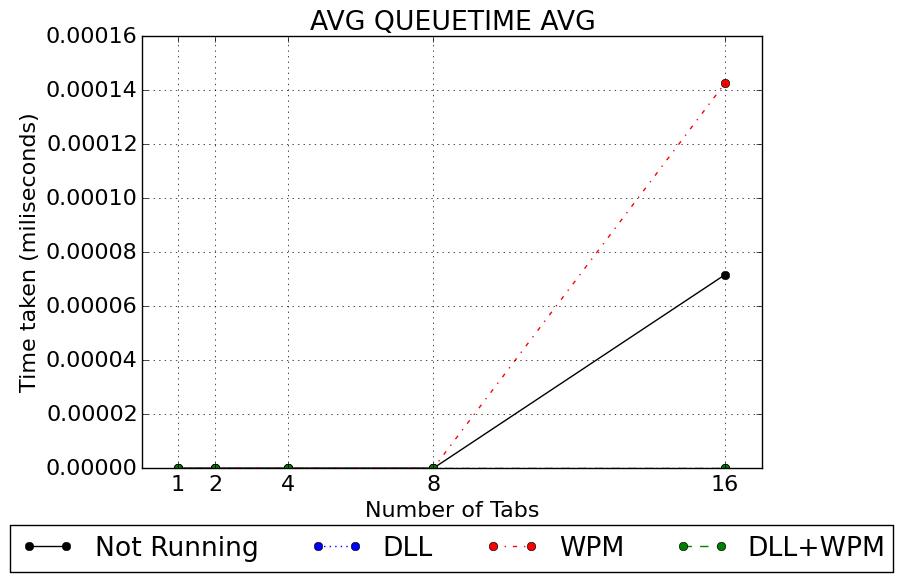 AVG QUEUETIME AVG
0.00016
0.00014
0.00012
0.00010
0.00008
0.00006
0.00004
0.00002
0.00000
Time taken (miliseconds)
1 2 4 8 16
Number of Tabs
Not Running DLL WPM DLL+WPM